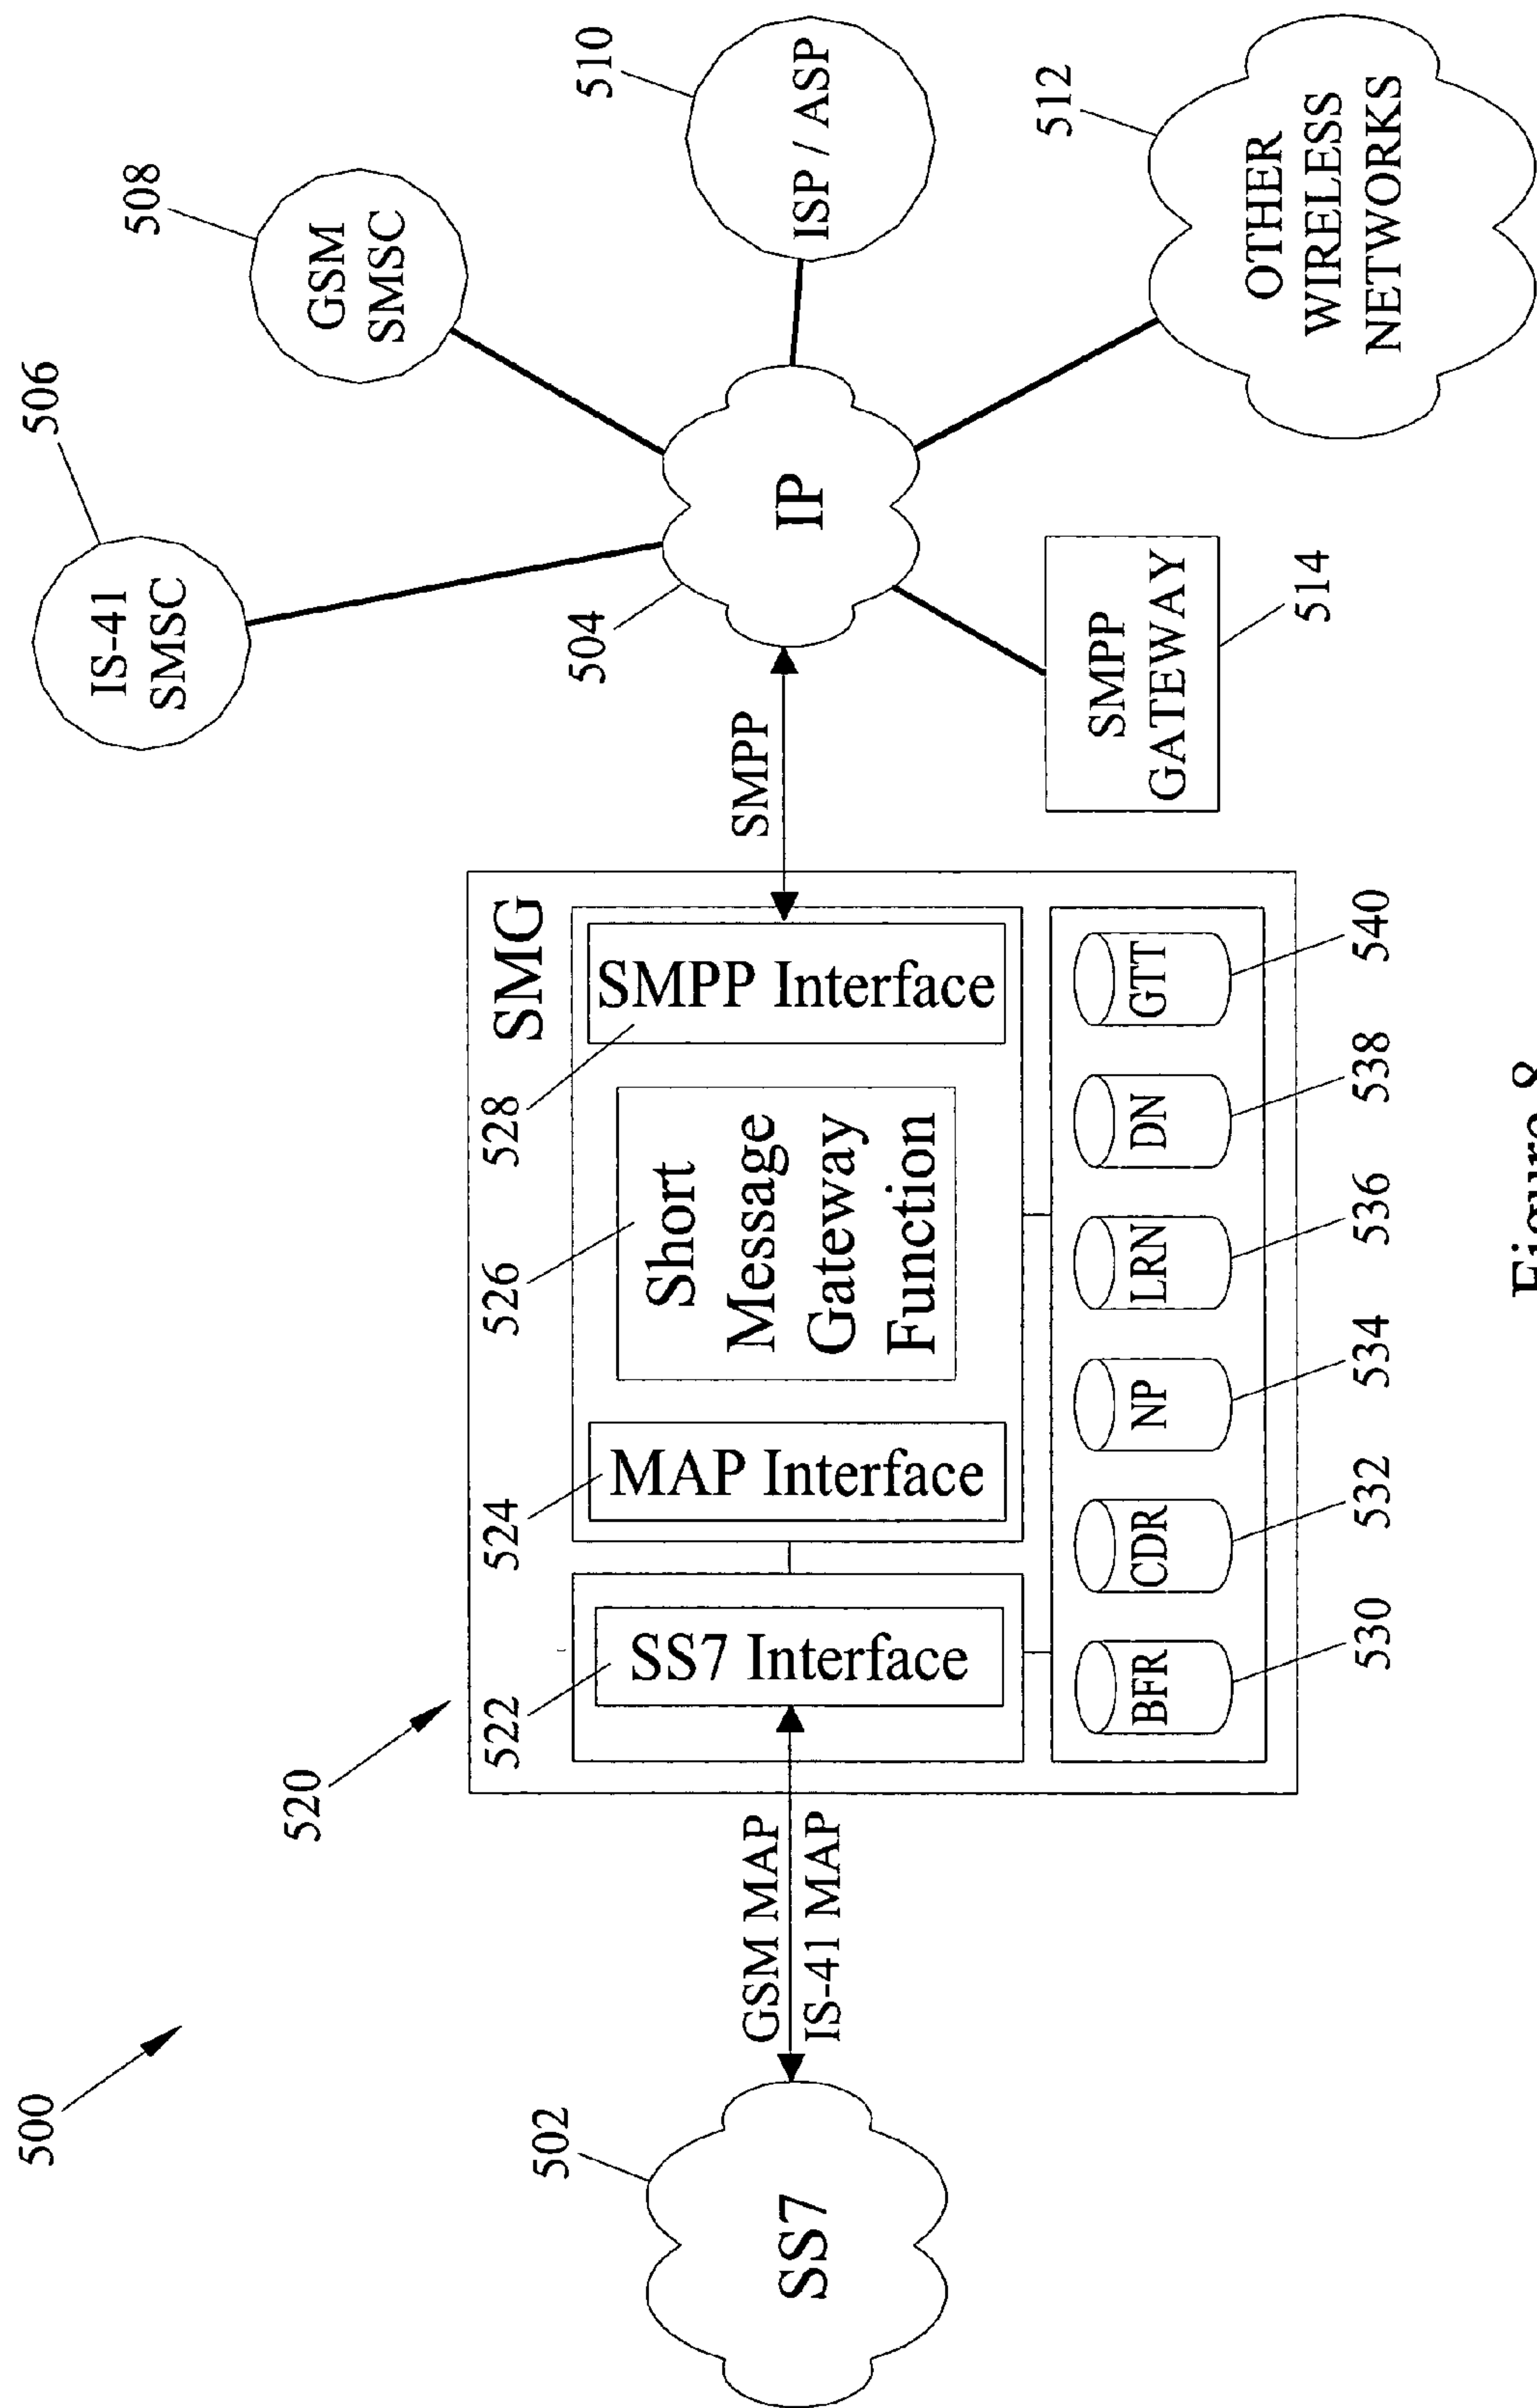 500
520
502
SS7
GSM MAP
IS-41 MAP
SMG
522
SS7 Interface
524
MAP Interface
526
Short
Message
Gateway
Function
528
SMPP Interface
BFR
CDR
NP
LRN
DN
GTT
530
532
534
536
538
540
SMPP
504
IP
506
IS-41
SMSC
508
GSM
SMSC
510
ISP / ASP
512
OTHER
WIRELESS
NETWORKS
SMPP
GATEWAY
514
Figure 8